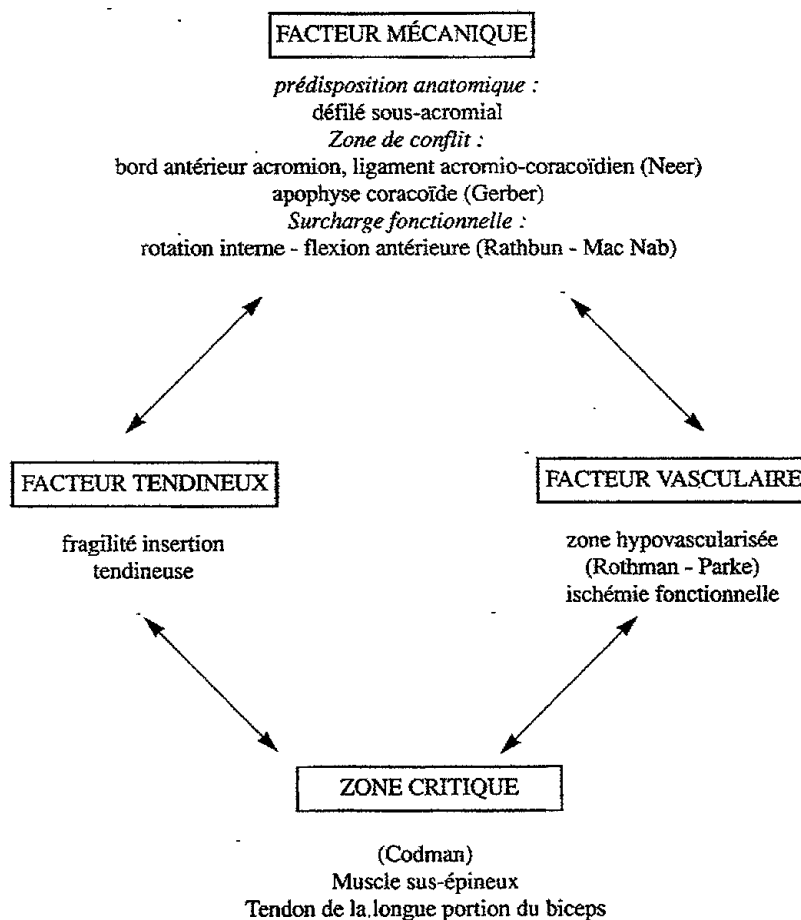 FACTEUR MÉCANIQUE
prédisposition anatomique :
défilé sous-acromial
Zone de conflit :
bord antérieur acromion, ligament acromio-coracoïdien (Neer)
apophyse coracoïde (Gerber)
Surcharge fonctionnelle :
rotation interne - flexion antérieure (Rathbun - Mac Nab)
FACTEUR TENDINEUX
fragilité insertion
tendineuse
FACTEUR VASCULAIRE
zone hypovascularisée
(Rothman - Parke)
ischémie fonctionnelle
ZONE CRITIQUE
(Codman)
Muscle sus-épineux
Tendon de la longue portion du biceps